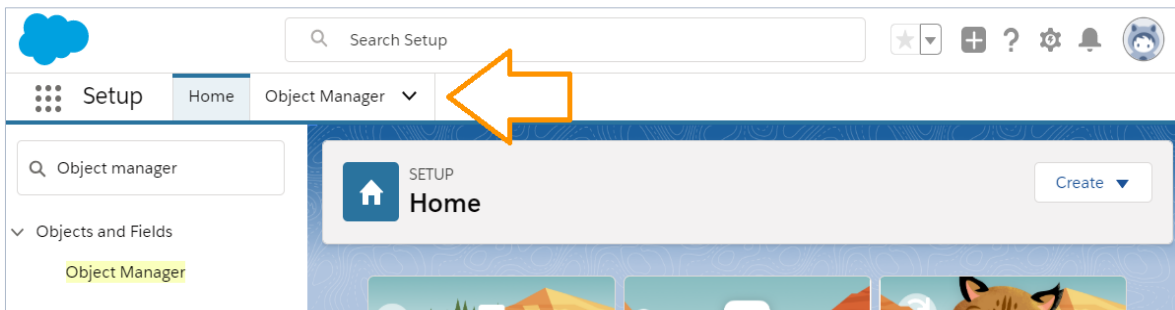 Search Setup
Setup Home Object Manager
Object manager
SETUP
Home
Create
Objects and Fields
Object Manager